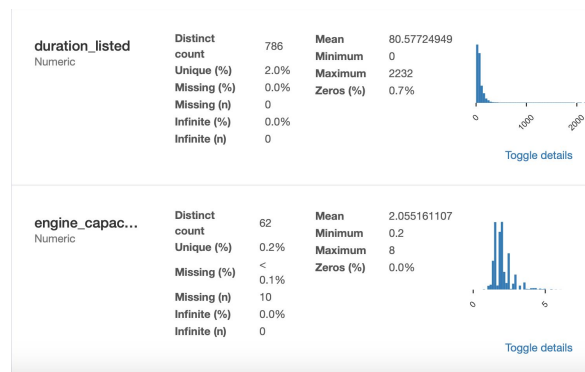 duration_listed
Numeric
Distinct count 786
Unique (%) 2.0%
Missing (%) 0.0%
Missing (n) 0
Infinite (%) 0.0%
Infinite (n) 0
Mean 80.57724949
Minimum 0
Maximum 2232
Zeros (%) 0.7%
0 1000 2000
Toggle details
engine_capac...
Numeric
Distinct count 62
Unique (%) 0.2%
Missing (%) < 0.1%
Missing (n) 10
Infinite (%) 0.0%
Infinite (n) 0
Mean 2.055161107
Minimum 0.2
Maximum 8
Zeros (%) 0.0%
0 5
Toggle details